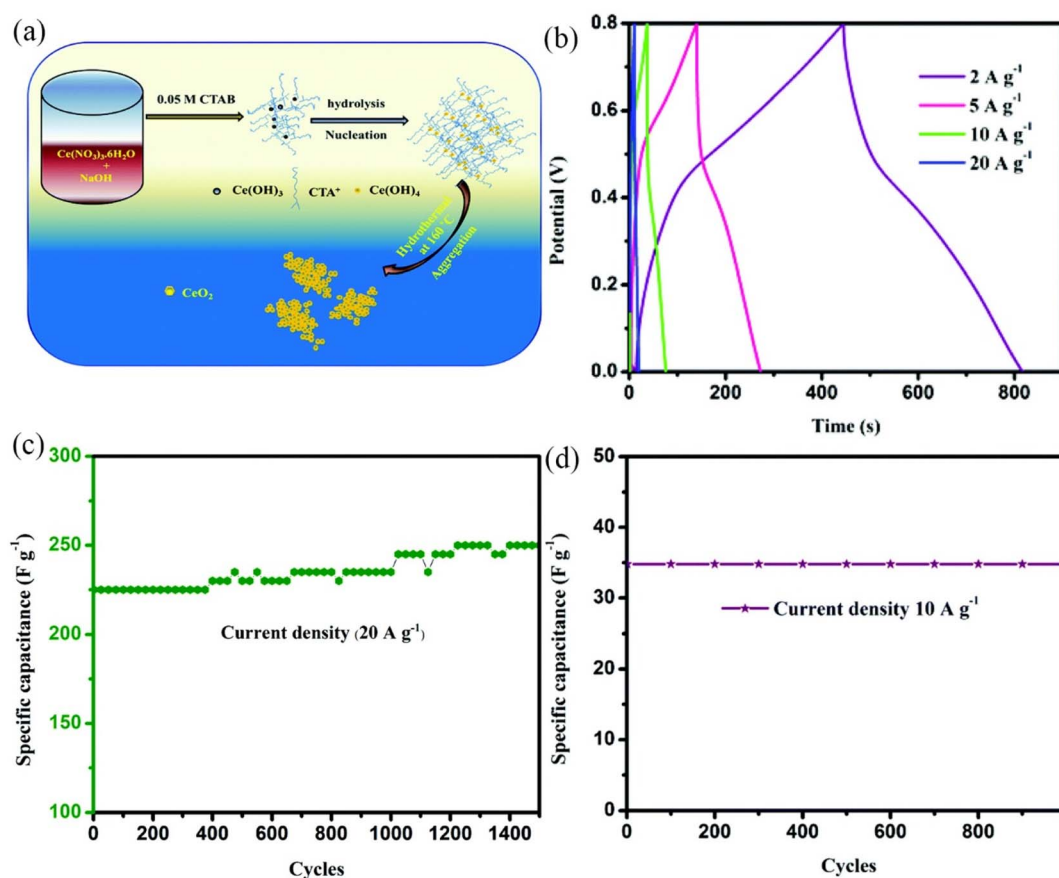 (a)
0.05 M CTAB
hydrolysis
Nucleation
Ce(NO₃)₃.6H₂O
+
NaOH
Ce(OH)₃
CTA⁺
Ce(OH)₄
Hydrothermal
at 160 °C
Aggregation
CeO₂
(b)
0.8
0.6
0.4
0.2
0.0
Potential (V)
2 A g⁻¹
5 A g⁻¹
10 A g⁻¹
20 A g⁻¹
0
200
400
600
800
Time (s)
(c)
300
250
200
150
100
Specific capacitance (F g⁻¹)
Current density (20 A g⁻¹)
0
200
400
600
800
1000
1200
1400
Cycles
(d)
50
40
30
20
10
0
Specific capacitance (F g⁻¹)
Current density 10 A g⁻¹
0
200
400
600
800
Cycles